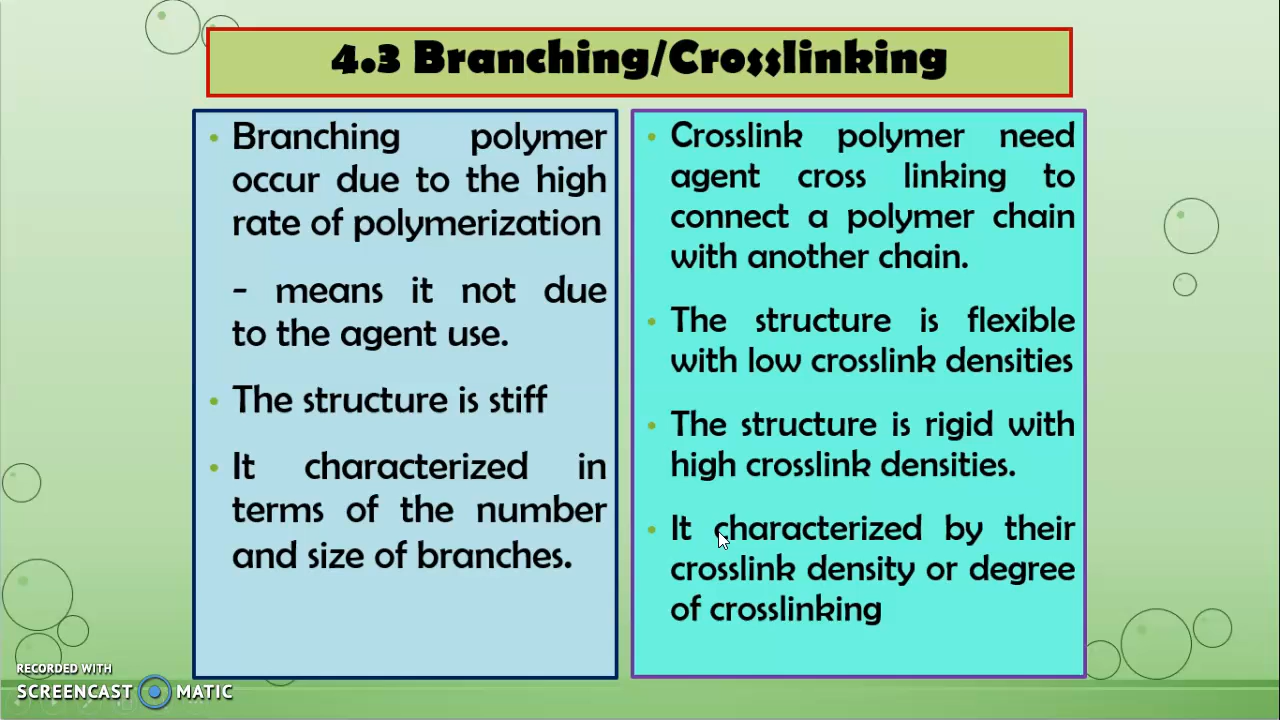 4.3 Branching/Crosslinking
• Branching polymer
occur due to the high
rate of polymerization
- means it not due
to the agent use.
• The structure is stiff
• It characterized in
terms of the number
and size of branches.
• Crosslink polymer need
agent cross linking to
connect a polymer chain
with another chain.
• The structure is flexible
with low crosslink densities
• The structure is rigid with
high crosslink densities.
• It characterized by their
crosslink density or degree
of crosslinking
RECORDED WITH
SCREENCAST MATIC